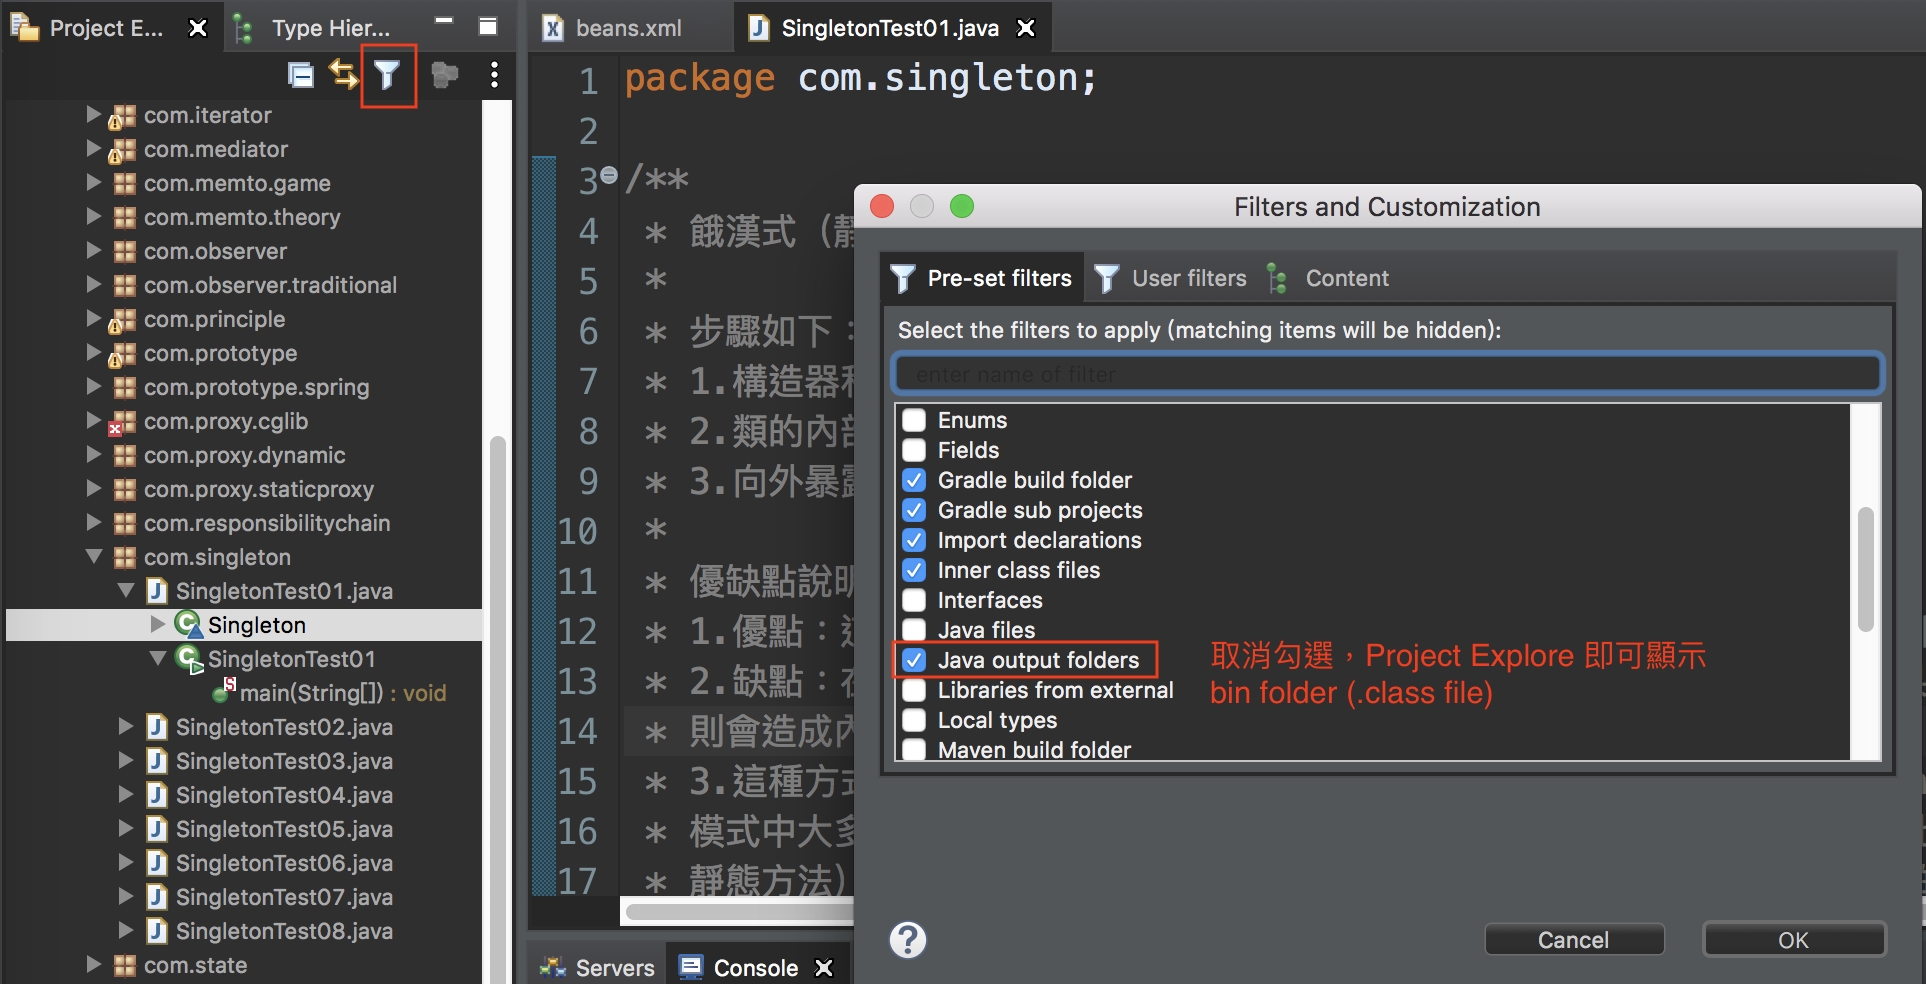 Project E...
Type Hier...
beans.xml
SingletonTest01.java
com.iterator
com.mediator
com.memto.game
com.memto.theory
com.observer
com.observer.traditional
com.principle
com.prototype
com.prototype.spring
com.proxy.cglib
com.proxy.dynamic
com.proxy.staticproxy
com.responsibilitychain
com.singleton
SingletonTest01.java
Singleton
SingletonTest01
main(String[]) : void
SingletonTest02.java
SingletonTest03.java
SingletonTest04.java
SingletonTest05.java
SingletonTest06.java
SingletonTest07.java
SingletonTest08.java
com.state
1 package com.singleton;
2
3 /**
4 * 餓漢式（靜
5 *
6 * 步驟如下：
7 * 1.構造器私
8 * 2.類的內部
9 * 3.向外暴露
10 *
11 * 優缺點說明
12 * 1.優點：這
13 * 2.缺點：在
14 * 則會造成內
15 * 3.這種方式
16 * 模式中大多
17 * 靜態方法)
Filters and Customization
Pre-set filters
User filters
Content
Select the filters to apply (matching items will be hidden):
enter name of filter
Enums
Fields
Gradle build folder
Gradle sub projects
Import declarations
Inner class files
Interfaces
Java files
Java output folders
Libraries from external
Local types
Maven build folder
取消勾選，Project Explore 即可顯示
bin folder (.class file)
?
Cancel
OK
Servers
Console